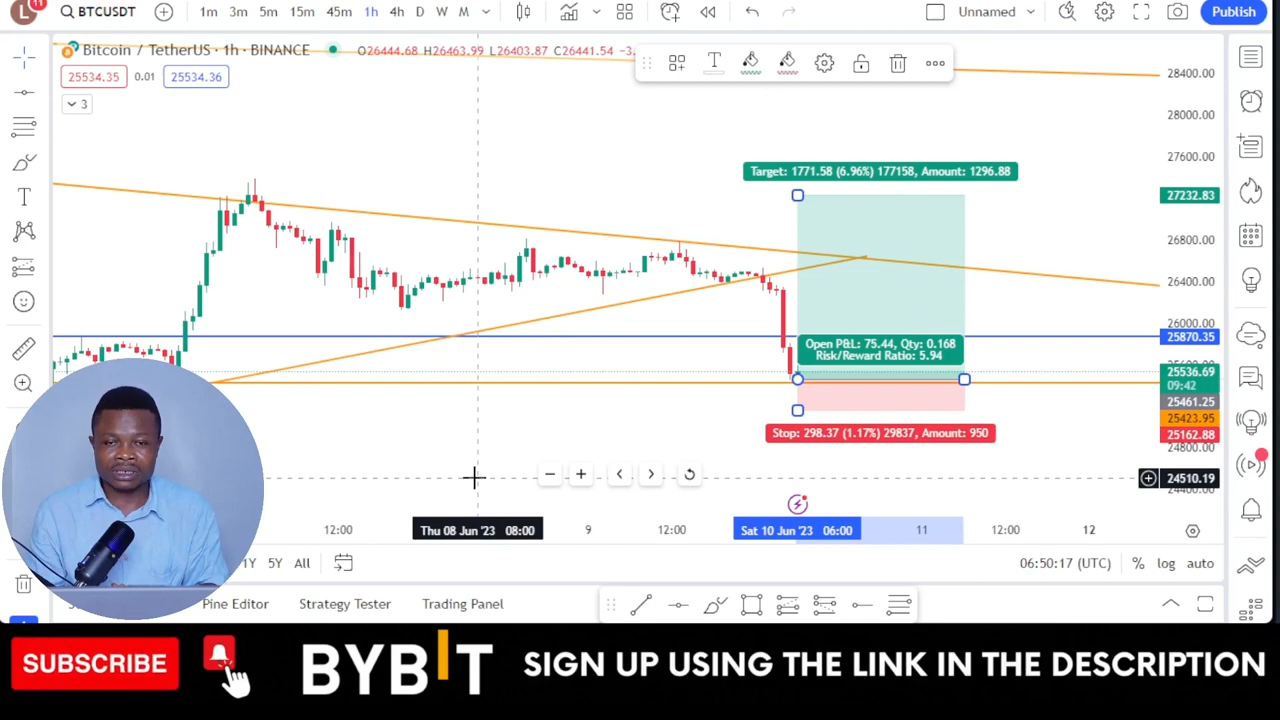 L 11 BTCUSDT 1m 3m 5m 15m 45m 1h 4h D W M Unnamed Publish
Bitcoin / TetherUS · 1h · BINANCE O26444.68 H26463.99 L26403.87 C26441.54 −3.
25534.35 0.01 25534.36
3
28400.00
28000.00
27600.00
Target: 1771.58 (6.96%) 177158, Amount: 1296.88
27232.83
26800.00
26400.00
26000.00
25870.35
Open P&L: 75.44, Qty: 0.168
Risk/Reward Ratio: 5.94
25536.69
09:42
25461.25
25423.95
25162.88
Stop: 298.37 (1.17%) 29837, Amount: 950
24800.00
24510.19
12:00 Thu 08 Jun '23 08:00 9 12:00 Sat 10 Jun '23 06:00 11 12:00 12
1Y 5Y All 06:50:17 (UTC) % log auto
Pine Editor Strategy Tester Trading Panel
SUBSCRIBE BYBIT SIGN UP USING THE LINK IN THE DESCRIPTION